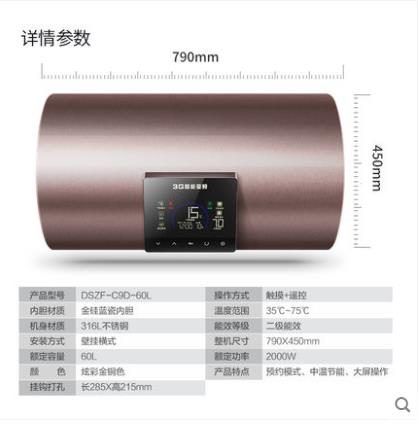 详情参数
790mm
450mm
3G智能变频
15
产品型号 DSZF-C9D-60L 操作方式 触摸+遥控
内胆材质 金硅蓝瓷内胆 温度范围 35℃~75℃
机身材质 316L不锈钢 能效等级 二级能效
安装方式 壁挂横式 整机尺寸 790X450mm
额定容量 60L 额定功率 2000W
颜 色 炫彩金铜色 产品特点 预约模式、中温节能、大屏操作
挂钩打孔 长285X高215mm